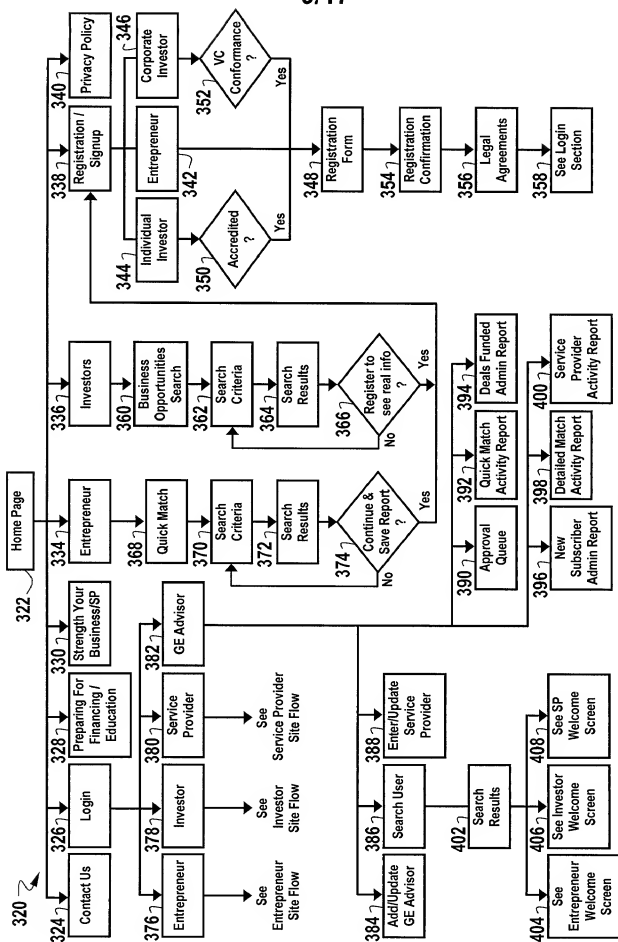 320
Home Page
322
Contact Us
324
Login
326
Preparing For
Financing /
Education
328
Strength Your
Business/SP
330
Entrepreneur
334
Investors
336
Registration /
Signup
338
Privacy Policy
340
Individual
Investor
344
Entrepreneur
342
Corporate
Investor
346
Accredited
?
350
Yes
VC
Conformance
?
352
Yes
Registration
Form
348
Registration
Confirmation
354
Legal
Agreements
356
See Login
Section
358
Quick Match
368
Search
Criteria
370
Search
Results
372
Continue &
Save Report
?
374
No
Yes
Business
Opportunities
Search
360
Search
Criteria
362
Search
Results
364
Register to
see real info
?
366
No
Yes
Entrepreneur
376
See
Entrepreneur
Site Flow
Investor
378
See
Investor
Site Flow
Service
Provider
380
See
Service Provider
Site Flow
GE Advisor
382
Add/Update
GE Advisor
384
Search User
386
Enter/Update
Service
Provider
388
Approval
Queue
390
Quick Match
Activity Report
392
Deals Funded
Admin Report
394
New
Subscriber
Admin Report
396
Detailed Match
Activity Report
398
Service
Provider
Activity Report
400
Search
Results
402
See
Entrepreneur
Welcome
Screen
404
See Investor
Welcome
Screen
406
See SP
Welcome
Screen
408